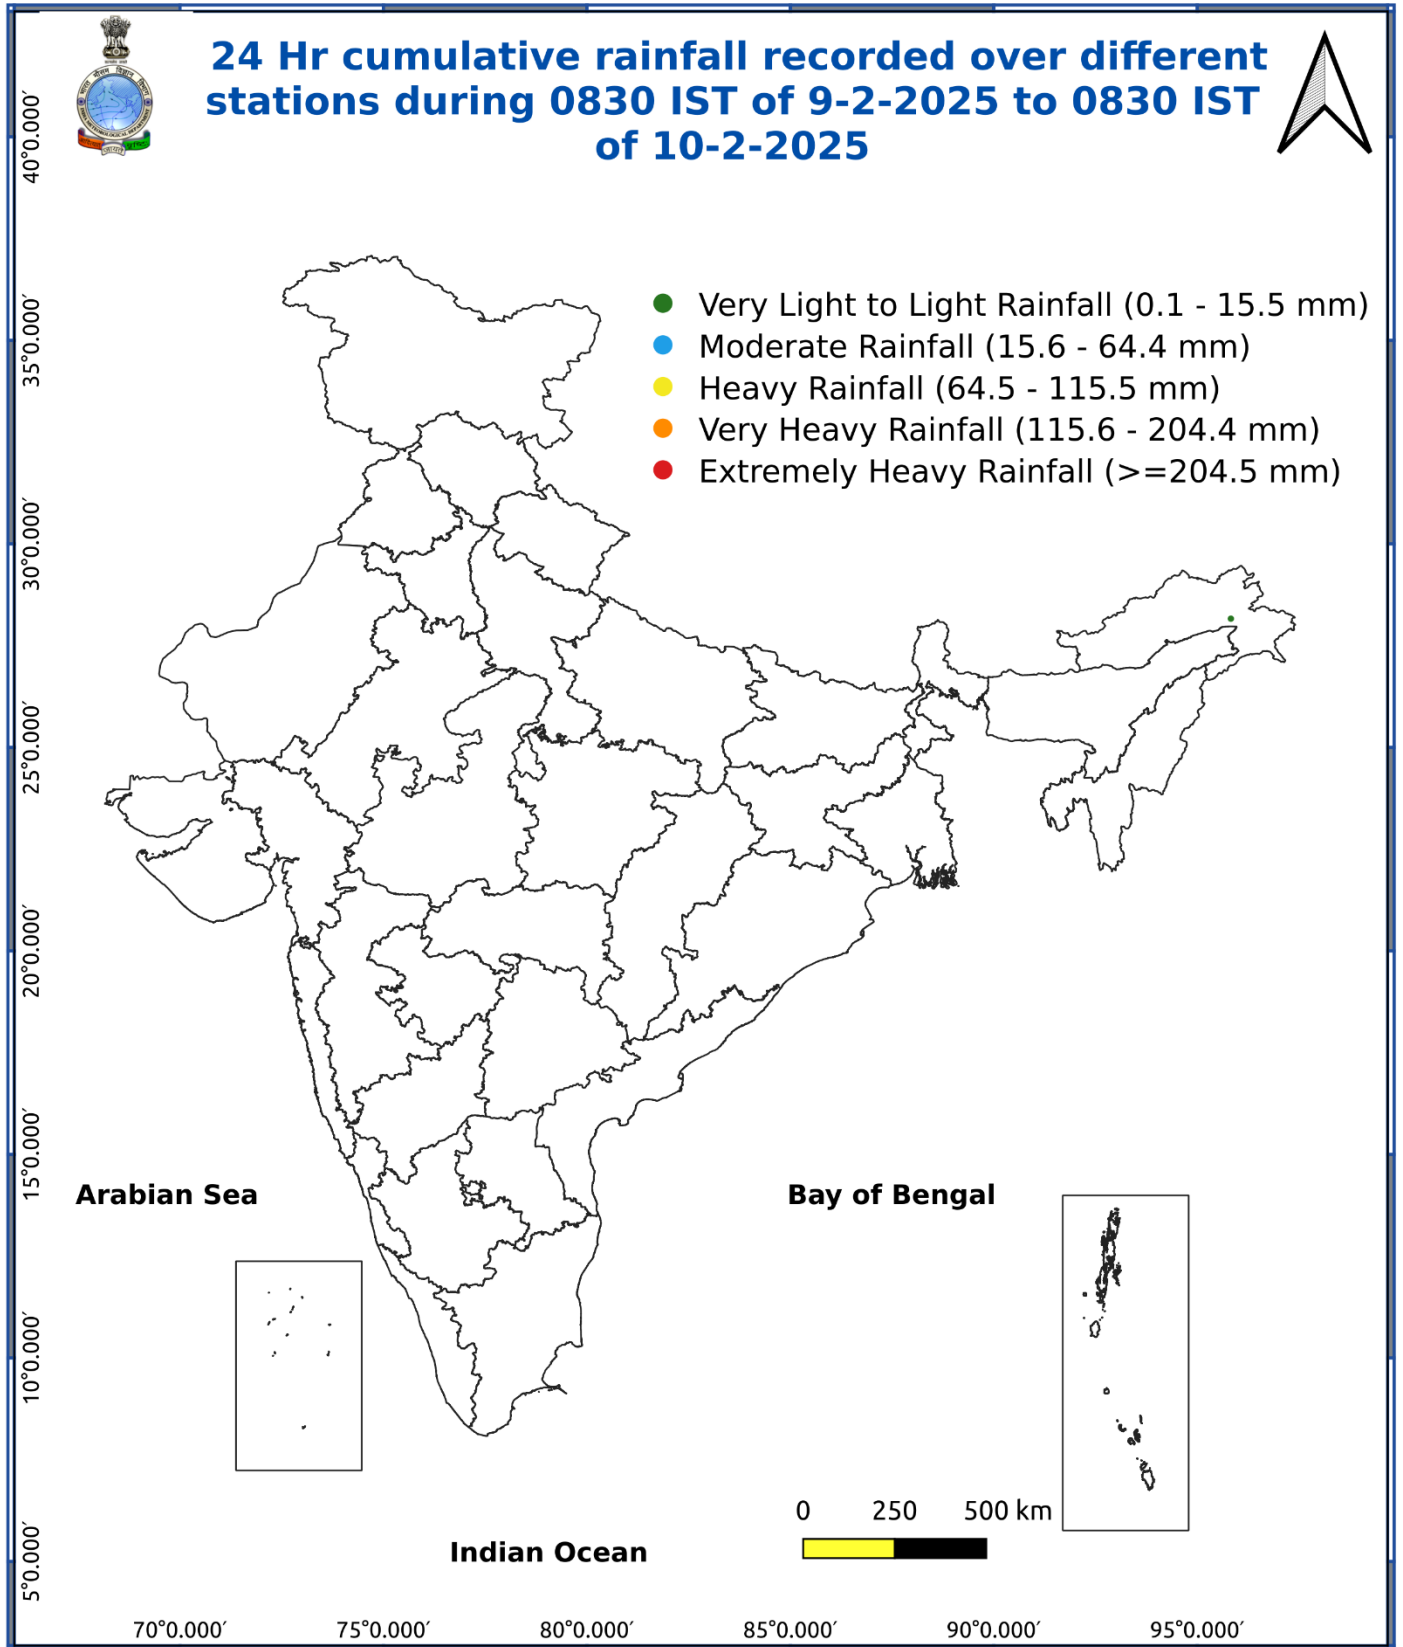 24 Hr cumulative rainfall recorded over different
stations during 0830 IST of 9-2-2025 to 0830 IST
of 10-2-2025
Very Light to Light Rainfall (0.1 - 15.5 mm)
Moderate Rainfall (15.6 - 64.4 mm)
Heavy Rainfall (64.5 - 115.5 mm)
Very Heavy Rainfall (115.6 - 204.4 mm)
Extremely Heavy Rainfall (>=204.5 mm)
40°0.000′
35°0.000′
30°0.000′
25°0.000′
20°0.000′
15°0.000′
10°0.000′
5°0.000′
Arabian Sea
Bay of Bengal
0 250 500 km
Indian Ocean
70°0.000′ 75°0.000′ 80°0.000′ 85°0.000′ 90°0.000′ 95°0.000′